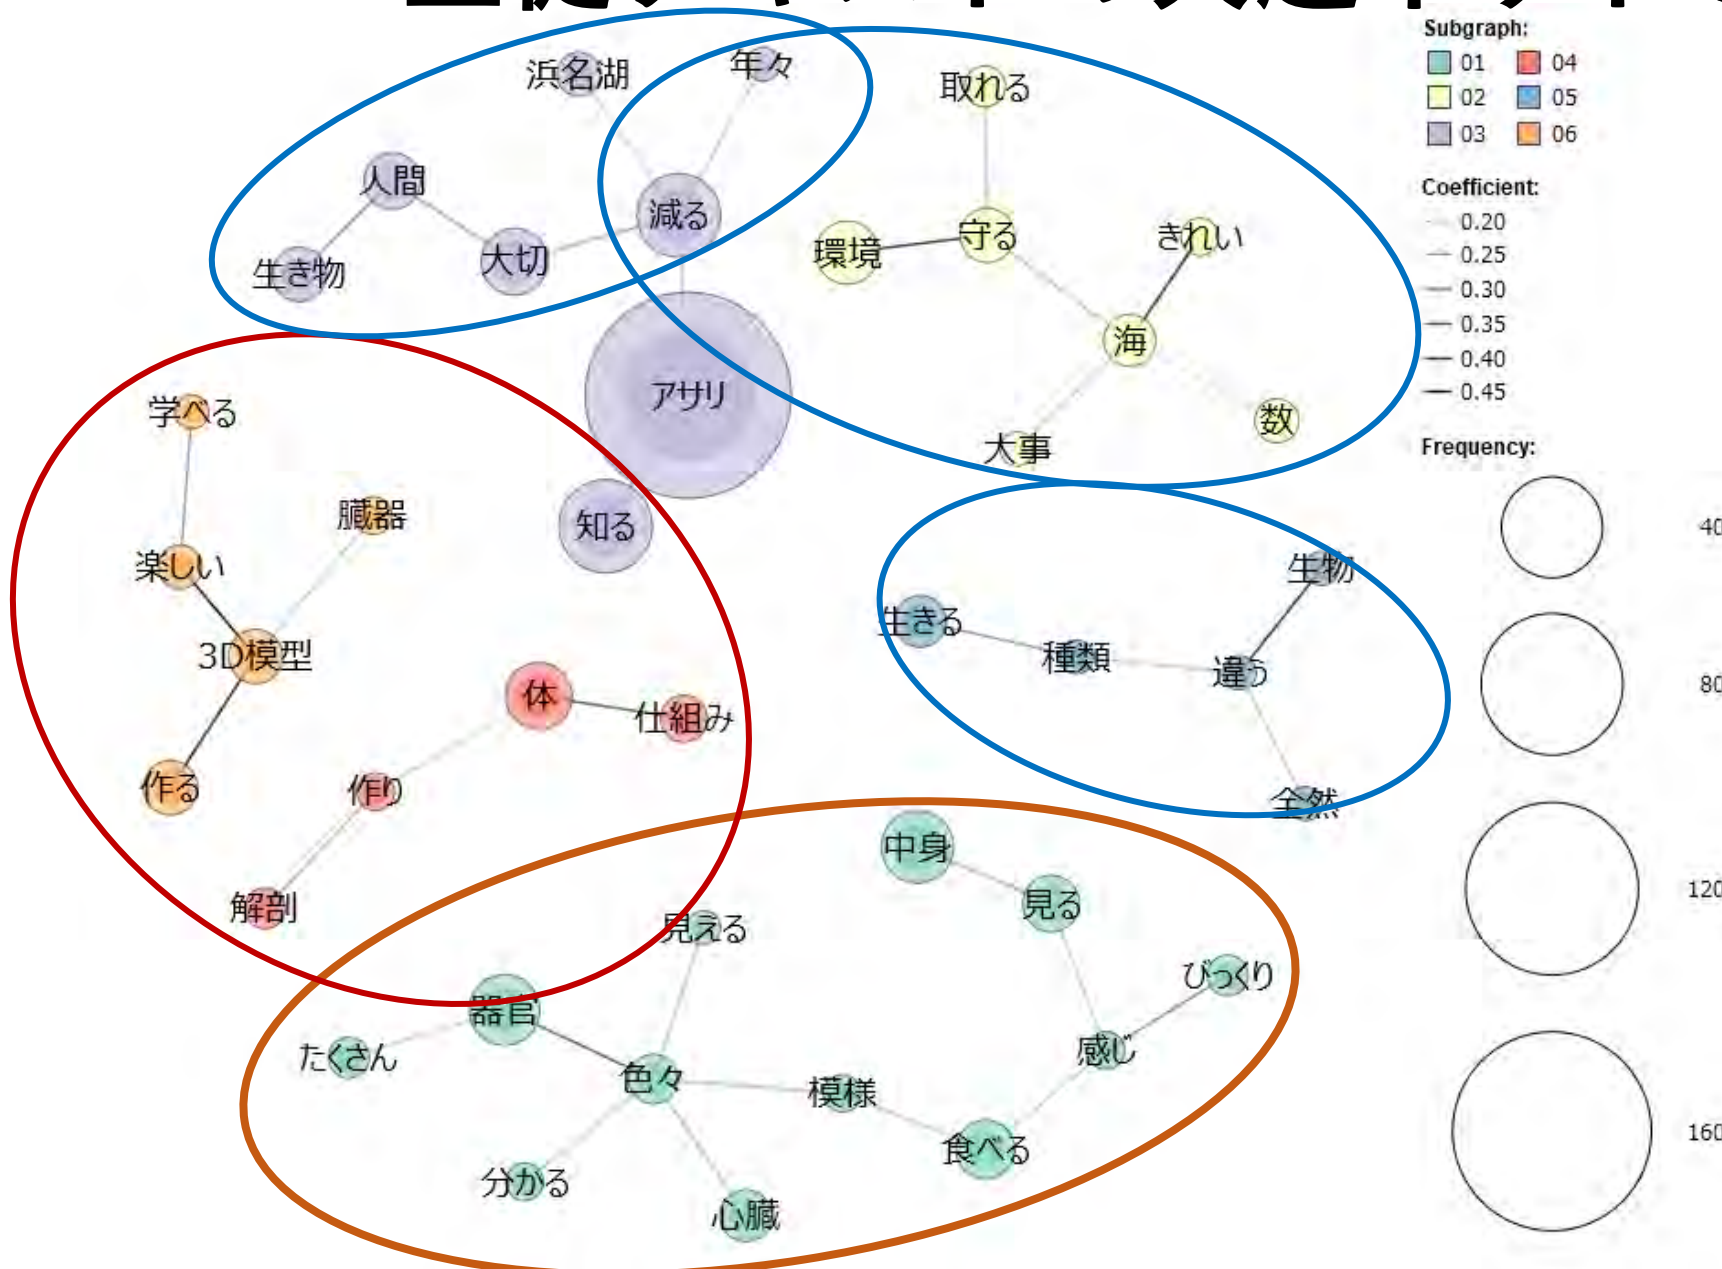 Subgraph:
01 04
02 05
03 06
Coefficient:
0.20
0.25
0.30
0.35
0.40
0.45
Frequency:
40
80
120
160
浜名湖
年々
人間
減る
生き物
大切
アサリ
知る
取れる
環境
守る
きれい
海
大事
数
学べる
臓器
楽しい
3D模型
作る
体
仕組み
作り
解剖
生物
生きる
種類
違う
全然
中身
見る
見える
びっくり
器官
たくさん
感じ
色々
模様
食べる
分かる
心臓